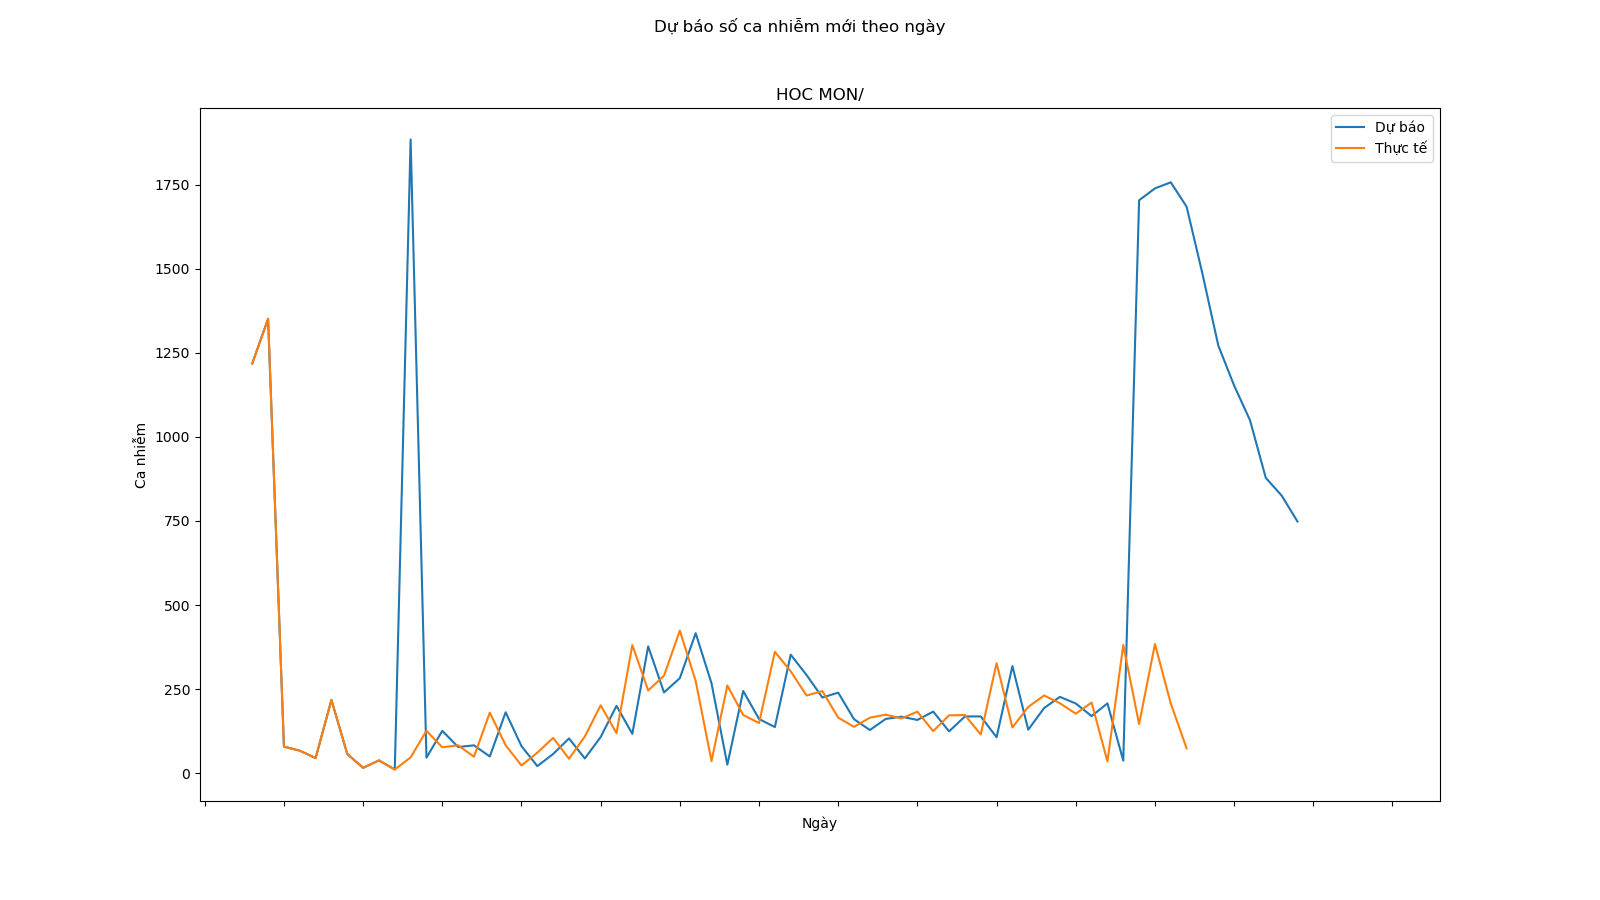 Dự báo số ca nhiễm mới theo ngày
HOC MON/
Dự báo
Thực tế
1750
1500
1250
1000
750
500
250
0
Ca nhiễm
Ngày